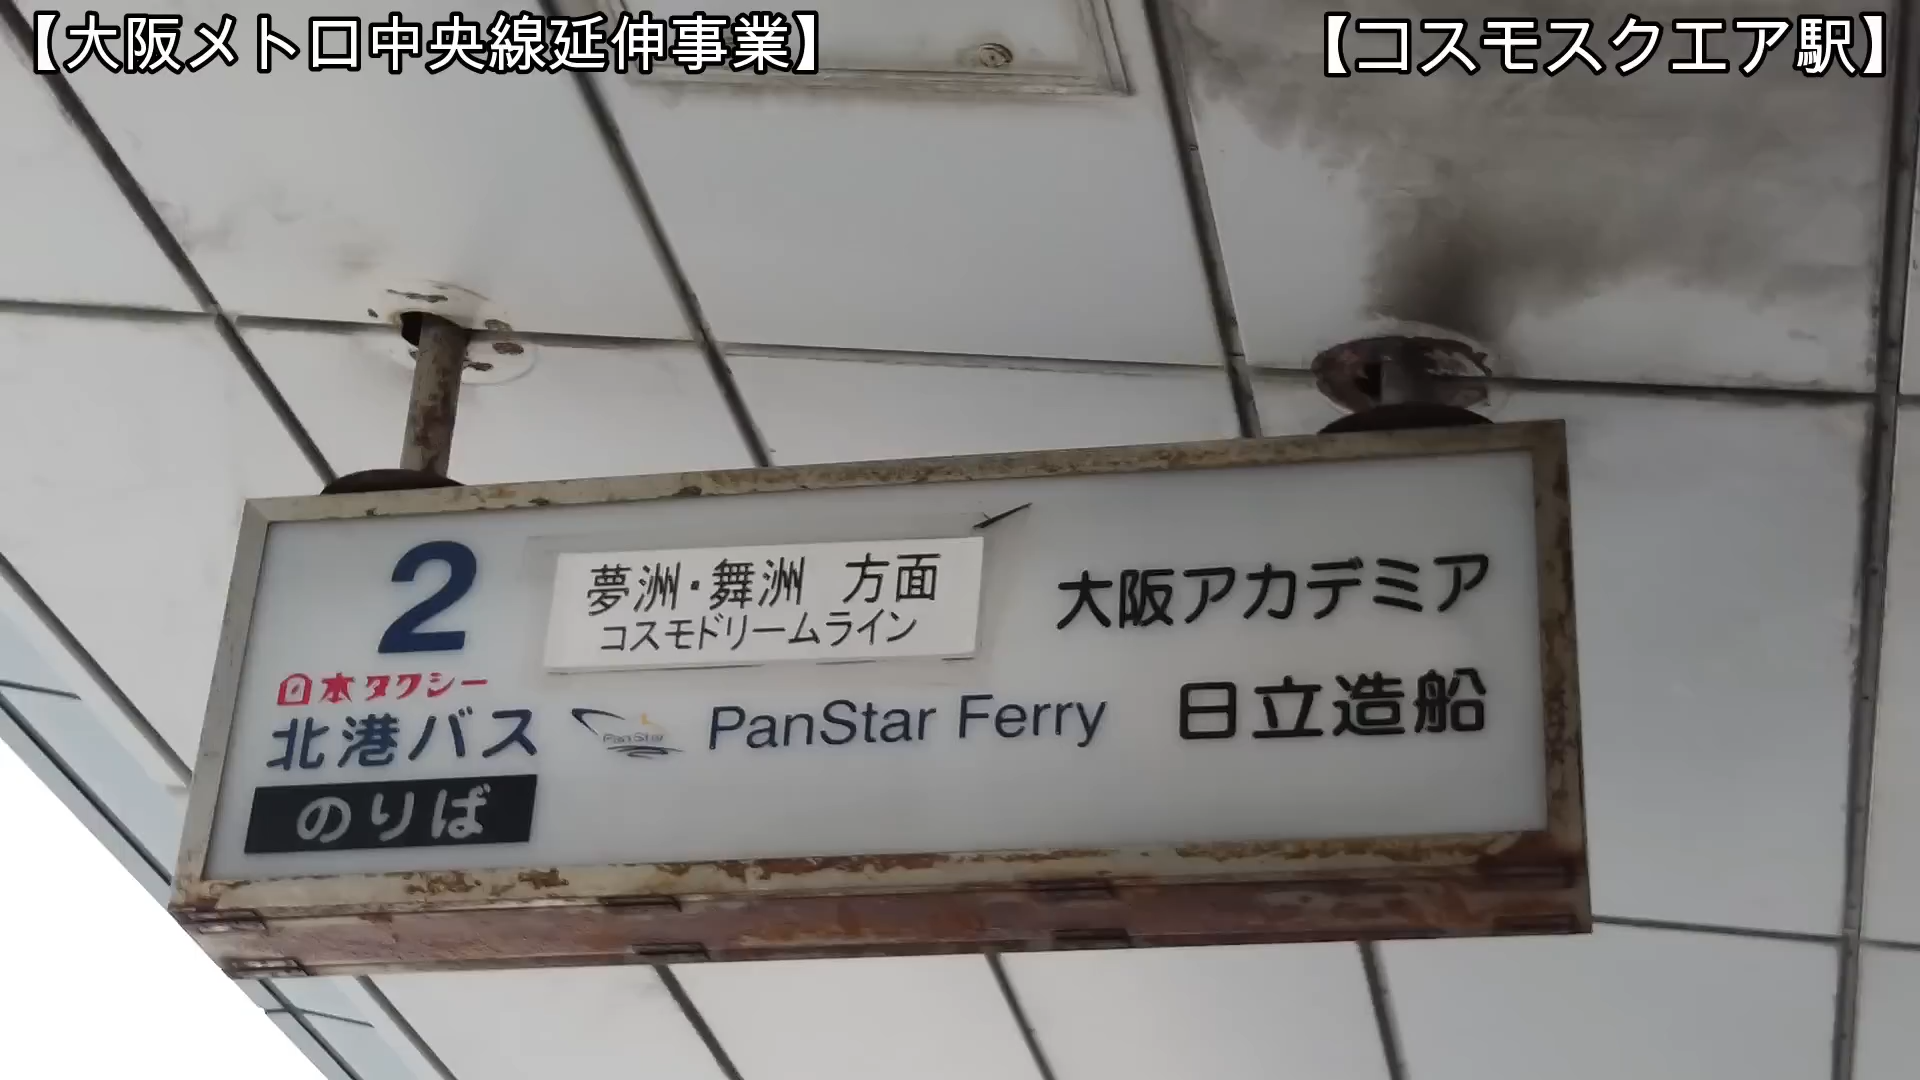 【大阪メトロ中央線延伸事業】
【コスモスクエア駅】
2
夢洲・舞洲 方面
コスモドリームライン
大阪アカデミア
日本タクシー
北港バス
PanStar
PanStar Ferry
日立造船
のりば